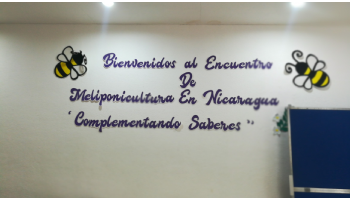 Bienvenidos al Encuentro
De
Meliponicultura En Nicaragua
"Complementando Saberes"